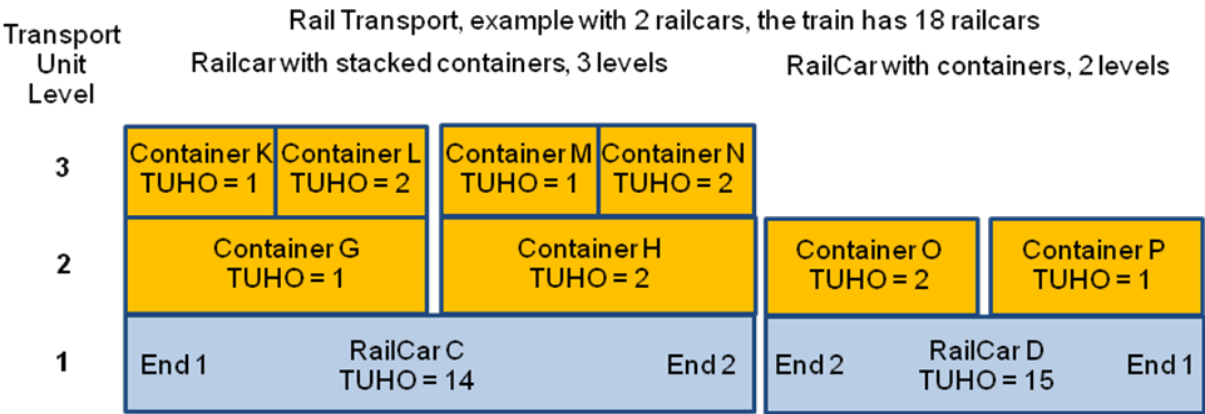 Rail Transport, example with 2 railcars, the train has 18 railcars
Transport
Unit
Level
Railcar with stacked containers, 3 levels
RailCar with containers, 2 levels
3
Container K
TUHO = 1
Container L
TUHO = 2
Container M
TUHO = 1
Container N
TUHO = 2
2
Container G
TUHO = 1
Container H
TUHO = 2
Container O
TUHO = 2
Container P
TUHO = 1
1
End 1
RailCar C
TUHO = 14
End 2
End 2
RailCar D
TUHO = 15
End 1